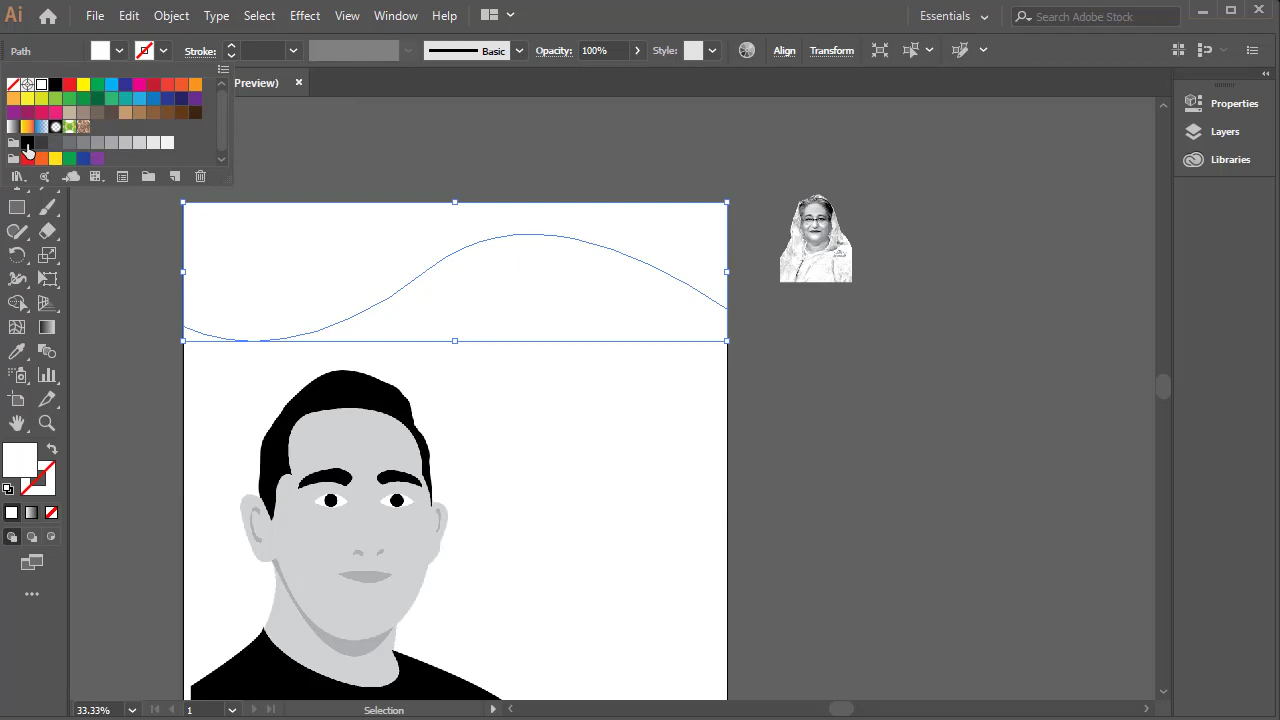 Ai File Edit Object Type Select Effect View Window Help Essentials Search Adobe Stock
Path Stroke: Basic Opacity: 100% Style: Align Transform
Preview)
Properties
Layers
Libraries
33.33% 1 Selection